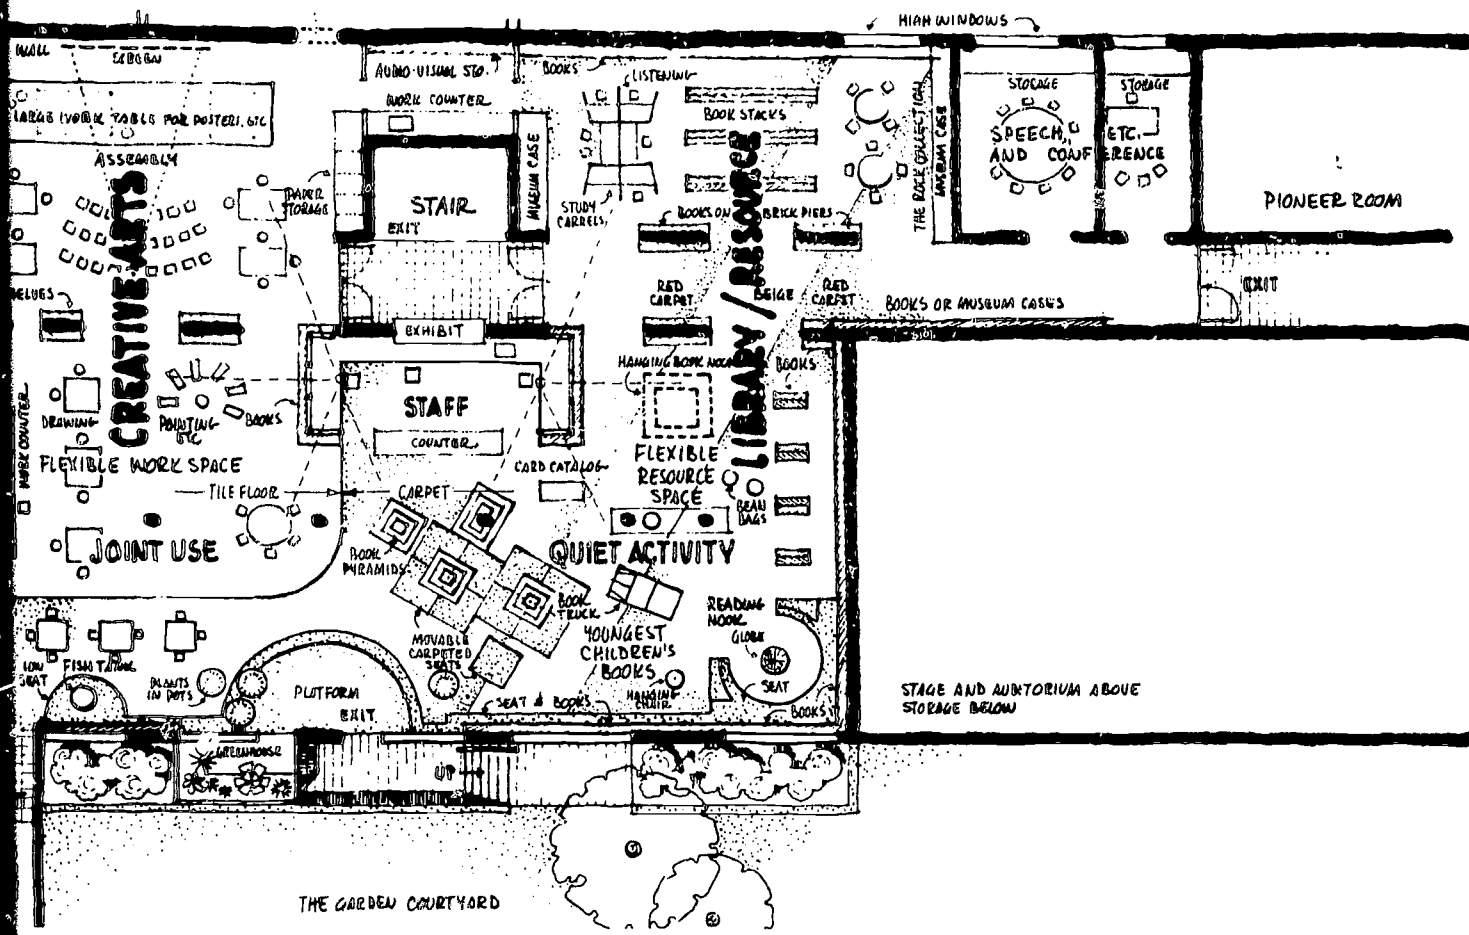 HIGH WINDOWS
WALL
SCREEN
AUDIO-VISUAL STO.
BOOKS
LISTENING
STORAGE
STORAGE
WORK COUNTER
LARGE WORK TABLE FOR POSTERS, ETC
BOOK STACKS
MUSEUM CASE
THE ROCK COLLECTION
MUSEUM CASE
SPEECH, ETC.
AND CONFERENCE
ASSEMBLY
PAPER
STORAGE
STAIR
EXIT
STUDY
CARRELS
BOOKS ON BRICK PIERS
PIONEER ROOM
CREATIVE ARTS
LIBRARY / RESOURCE
EXIT
RED
CARPET
BEIGE
RED
CARPET
BOOKS OR MUSEUM CASES
EXHIBIT
HANGING BOOK NOOK
BOOKS
WORK COUNTER
DRAWING
PAINTING
ETC
BOOKS
STAFF
COUNTER
FLEXIBLE WORK SPACE
CARD CATALOG
FLEXIBLE
RESOURCE
SPACE
TILE FLOOR
CARPET
BEAN
BAGS
JOINT USE
BOOK
PYRAMIDS
QUIET ACTIVITY
BOOK
TRUCK
READING
NOOK
GLOBE
MOVABLE
CARPETED
SEATS
YOUNGEST
CHILDREN'S
BOOKS
FISH TANK
SEAT
PLANTS
IN POTS
PLATFORM
EXIT
SEAT & BOOKS
HANGING
CHAIR
SEAT
BOOKS
STAGE AND AUDITORIUM ABOVE
STORAGE BELOW
GREENHOUSE
UP
THE GARDEN COURTYARD